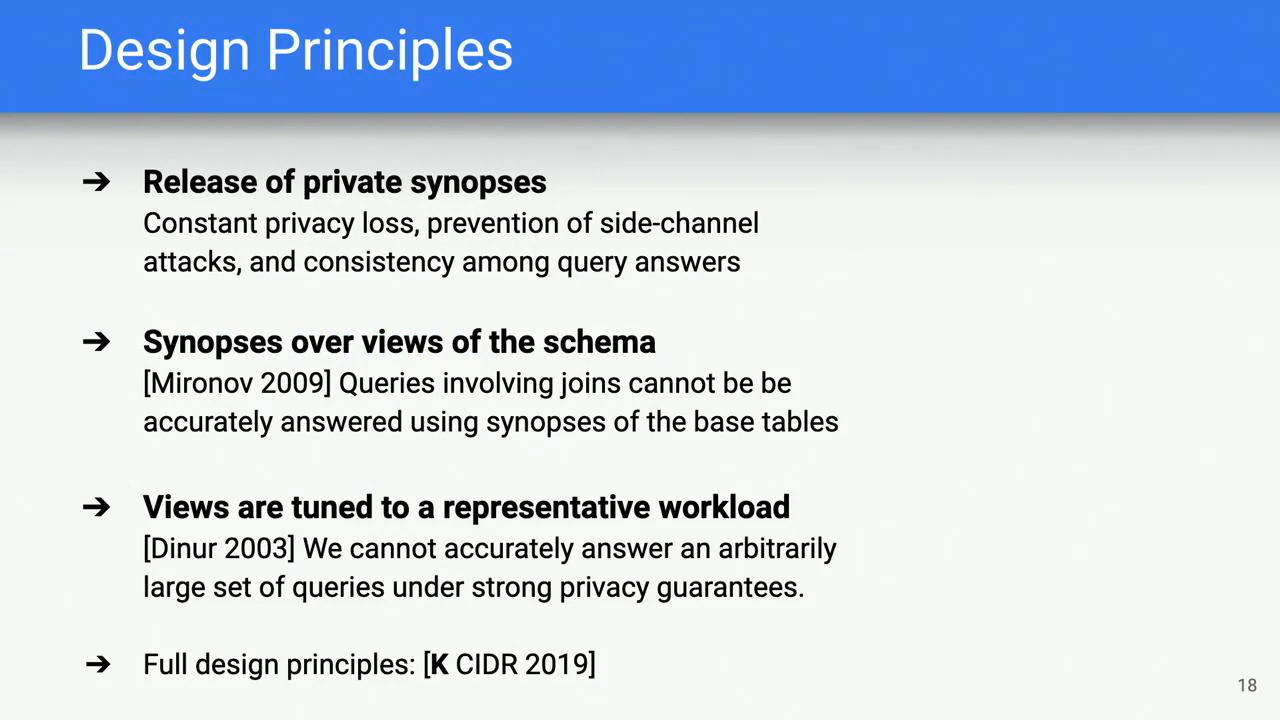 Design Principles
➔ Release of private synopses
Constant privacy loss, prevention of side-channel
attacks, and consistency among query answers
➔ Synopses over views of the schema
[Mironov 2009] Queries involving joins cannot be be
accurately answered using synopses of the base tables
➔ Views are tuned to a representative workload
[Dinur 2003] We cannot accurately answer an arbitrarily
large set of queries under strong privacy guarantees.
➔ Full design principles: [K CIDR 2019]
18